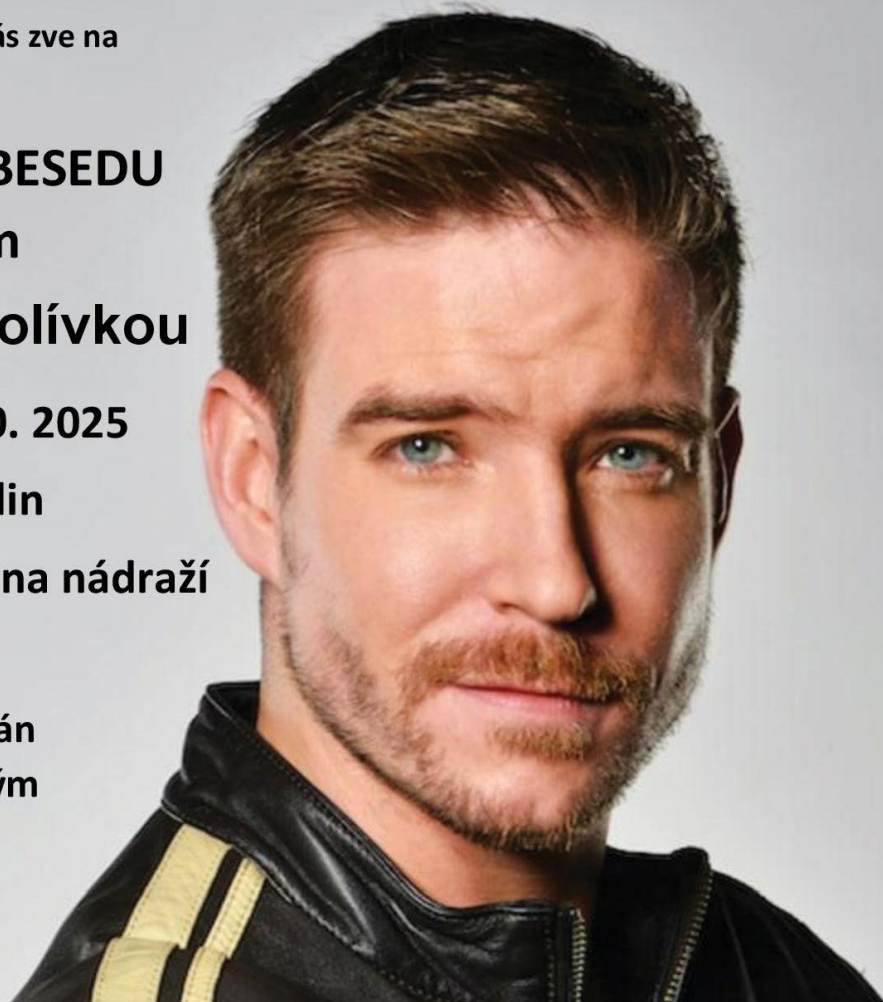 ás zve na
BESEDU
m
olívkou
0. 2025
lin
na nádraží
án
ým